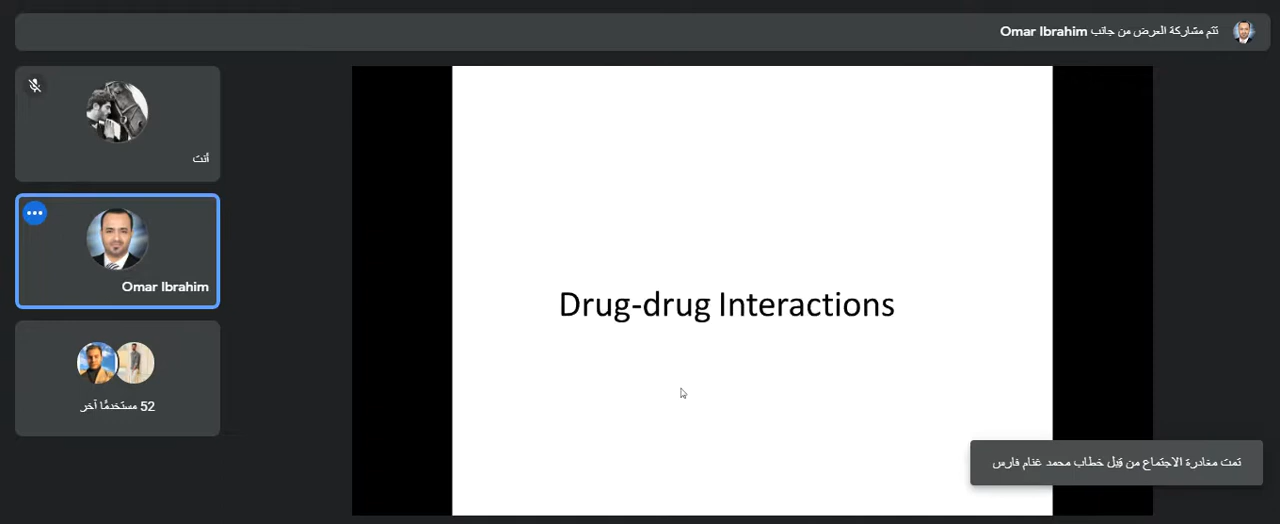 تتم مشاركة العرض من جانب Omar Ibrahim
أنت
Omar Ibrahim
52 مستخدمًا آخر
Drug-drug Interactions
تمت مغادرة الاجتماع من قِبل خطاب محمد غنام فارس